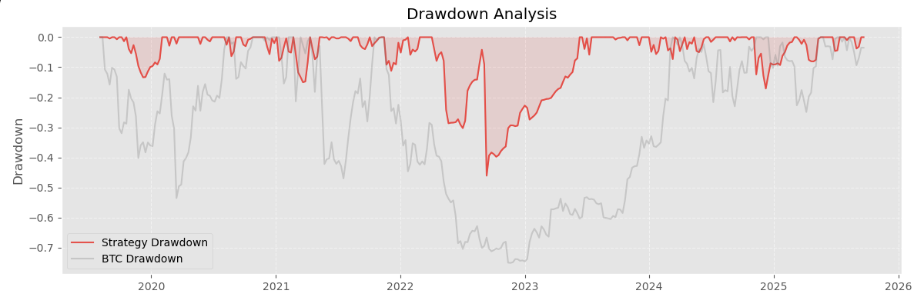 Drawdown Analysis
0.0
−0.1
−0.2
−0.3
−0.4
−0.5
−0.6
−0.7
Drawdown
Strategy Drawdown
BTC Drawdown
2020 2021 2022 2023 2024 2025 2026